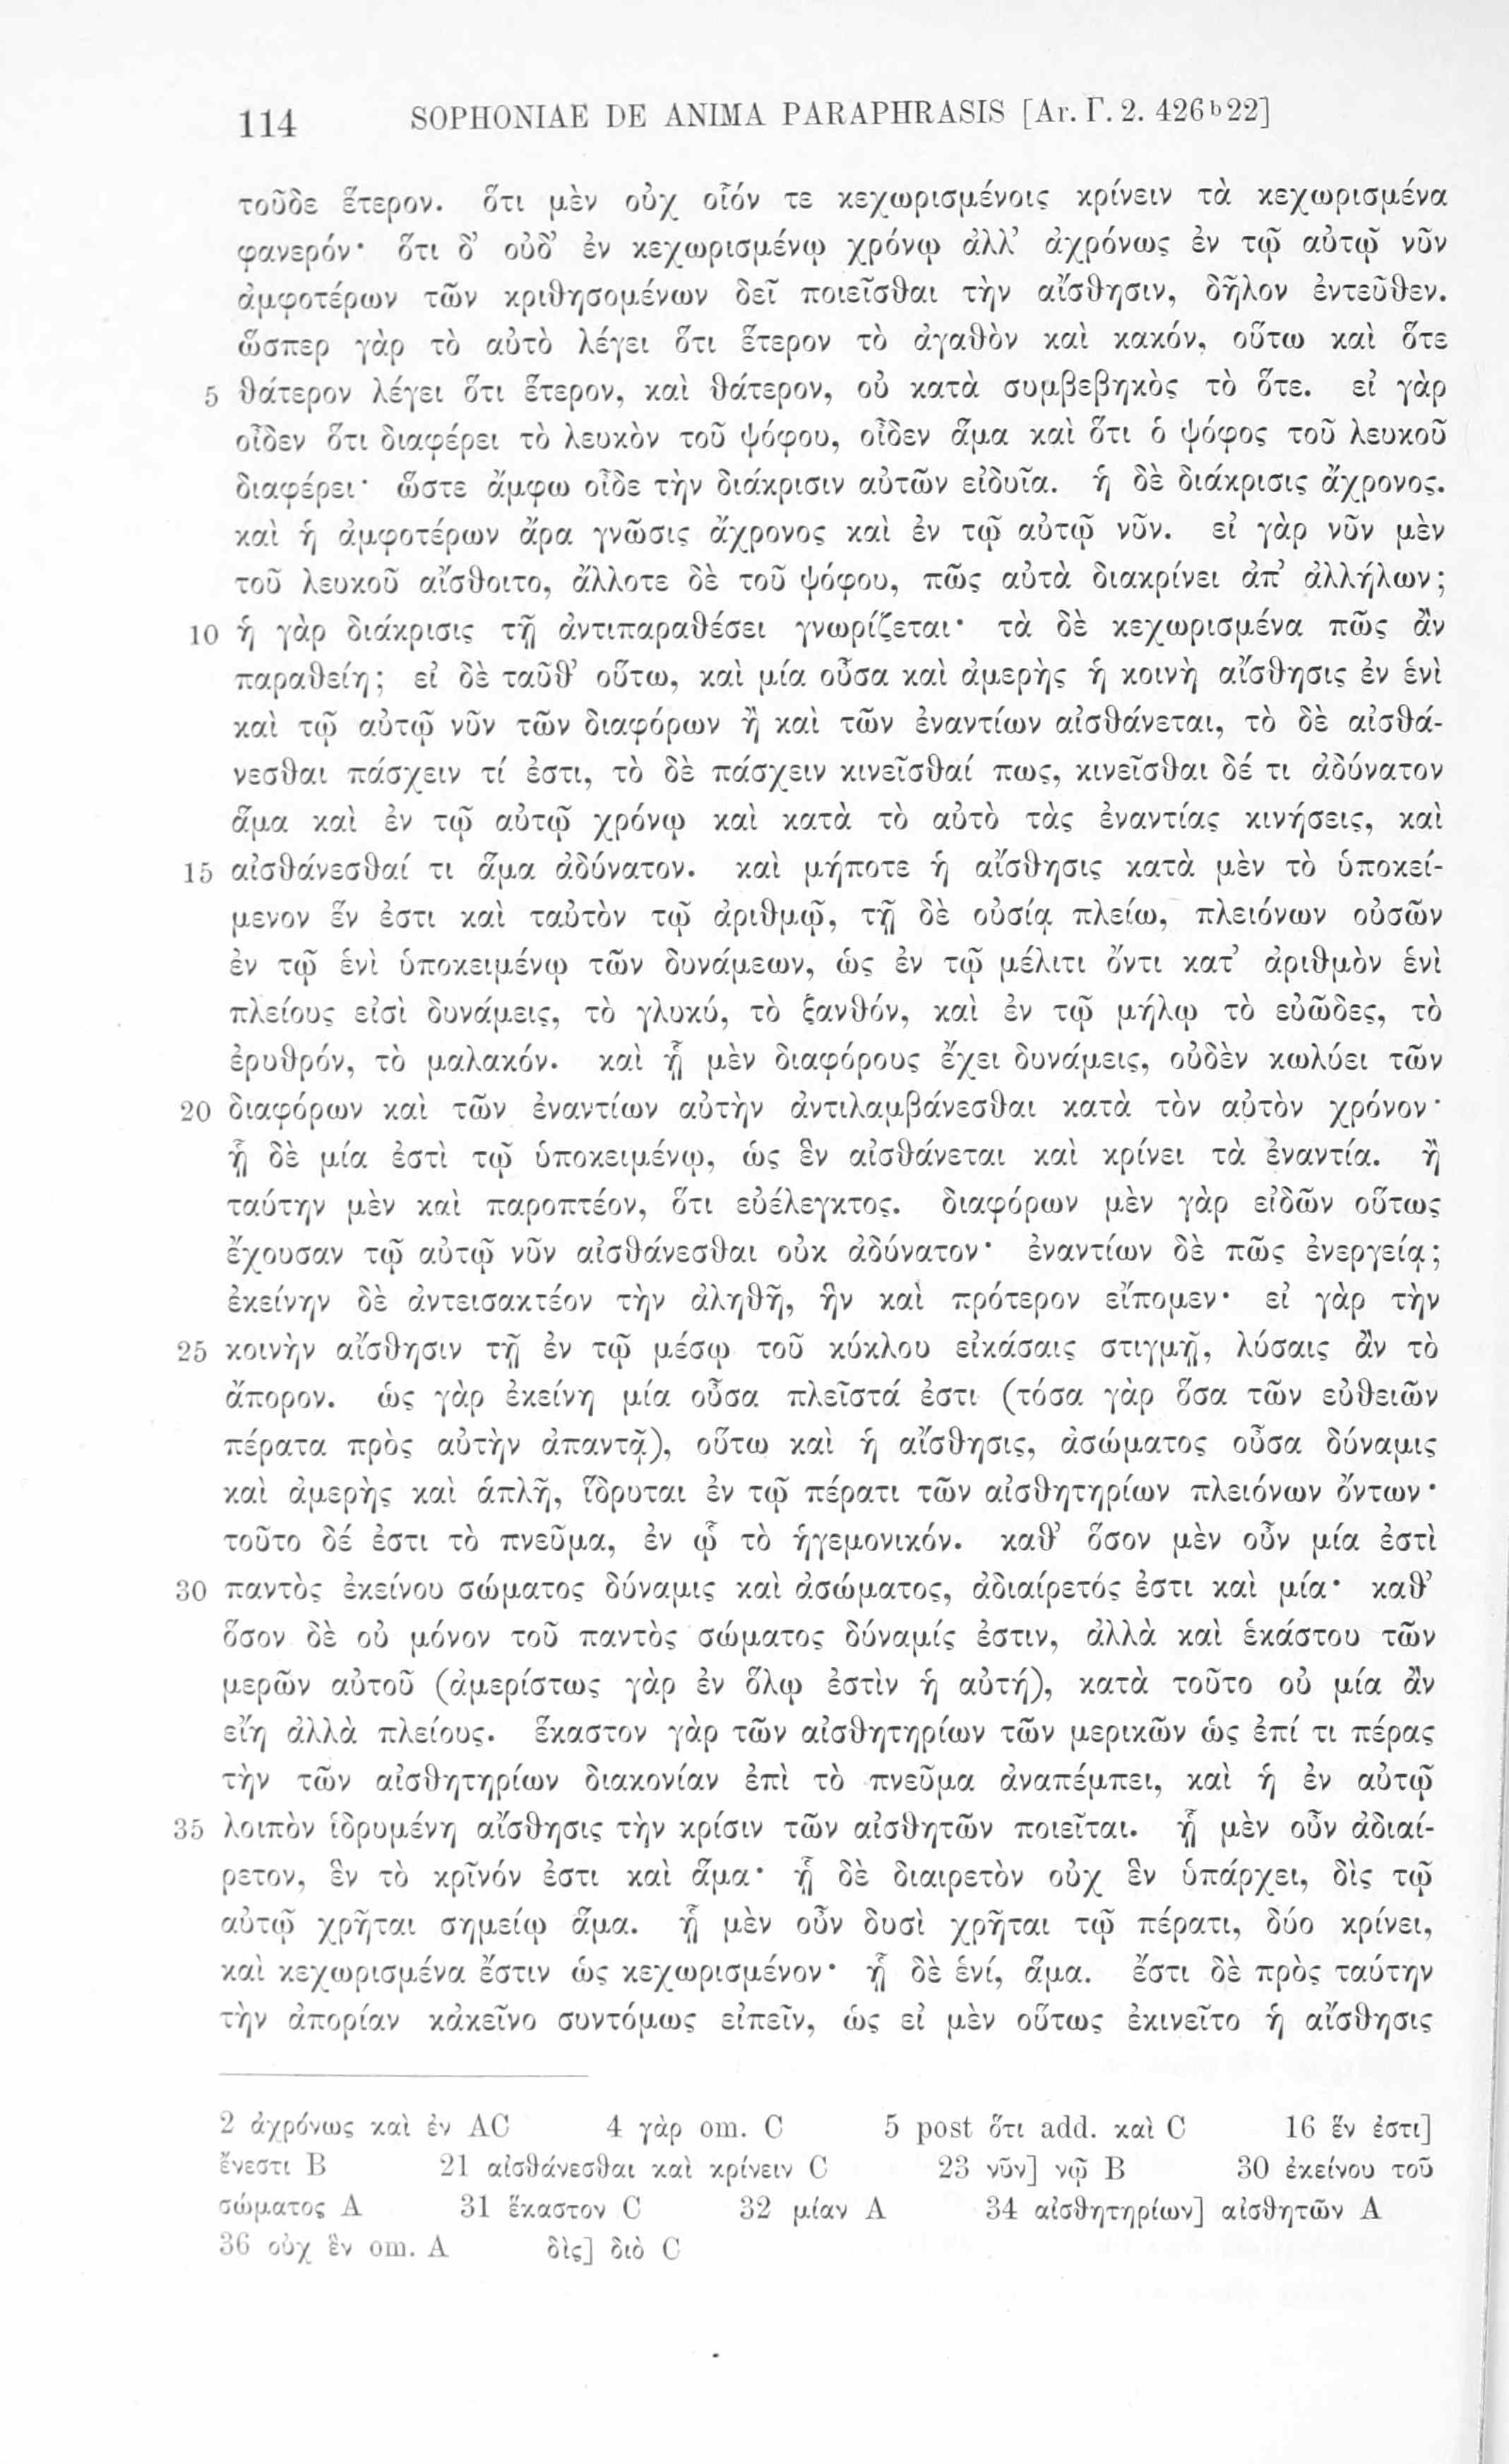 114 SOPHONIAE DE ANIMA PARAPHRASIS [Ar. Γ. 2. 426ᵇ22]
τοῦδε ἕτερον. ὅτι μὲν οὐχ οἷόν τε κεχωρισμένοις κρίνειν τὰ κεχωρισμένα
φανερόν· ὅτι δ’ οὐδ’ ἐν κεχωρισμένῳ χρόνῳ ἀλλ’ ἀχρόνως ἐν τῷ αὐτῷ νῦν
ἀμφοτέρων τῶν κριθησομένων δεῖ ποιεῖσθαι τὴν αἴσθησιν, δῆλον ἐντεῦθεν.
ὥσπερ γὰρ τὸ αὐτὸ λέγει ὅτι ἕτερον τὸ ἀγαθὸν καὶ κακόν, οὕτω καὶ ὅτε
5 θάτερον λέγει ὅτι ἕτερον, καὶ θάτερον, οὐ κατὰ συμβεβηκὸς τὸ ὅτε. εἰ γὰρ
οἶδεν ὅτι διαφέρει τὸ λευκὸν τοῦ ψόφου, οἶδεν ἅμα καὶ ὅτι ὁ ψόφος τοῦ λευκοῦ
διαφέρει· ὥστε ἄμφω οἶδε τὴν διάκρισιν αὐτῶν εἰδυῖα. ἡ δὲ διάκρισις ἄχρονος.
καὶ ἡ ἀμφοτέρων ἄρα γνῶσις ἄχρονος καὶ ἐν τῷ αὐτῷ νῦν. εἰ γὰρ νῦν μὲν
τοῦ λευκοῦ αἴσθοιτο, ἄλλοτε δὲ τοῦ ψόφου, πῶς αὐτὰ διακρίνει ἀπ’ ἀλλήλων;
10 ἡ γὰρ διάκρισις τῇ ἀντιπαραθέσει γνωρίζεται· τὰ δὲ κεχωρισμένα πῶς ἂν
παραθείη; εἰ δὲ ταῦθ’ οὕτω, καὶ μία οὖσα καὶ ἀμερὴς ἡ κοινὴ αἴσθησις ἐν ἑνὶ
καὶ τῷ αὐτῷ νῦν τῶν διαφόρων ἢ καὶ τῶν ἐναντίων αἰσθάνεται, τὸ δὲ αἰσθά-
νεσθαι πάσχειν τί ἐστι, τὸ δὲ πάσχειν κινεῖσθαί πως, κινεῖσθαι δέ τι ἀδύνατον
ἅμα καὶ ἐν τῷ αὐτῷ χρόνῳ καὶ κατὰ τὸ αὐτὸ τὰς ἐναντίας κινήσεις, καὶ
15 αἰσθάνεσθαί τι ἅμα ἀδύνατον. καὶ μήποτε ἡ αἴσθησις κατὰ μὲν τὸ ὑποκεί-
μενον ἕν ἐστι καὶ ταὐτὸν τῷ ἀριθμῷ, τῇ δὲ οὐσίᾳ πλείω, πλειόνων οὐσῶν
ἐν τῷ ἑνὶ ὑποκειμένῳ τῶν δυνάμεων, ὡς ἐν τῷ μέλιτι ὄντι κατ’ ἀριθμὸν ἑνὶ
πλείους εἰσὶ δυνάμεις, τὸ γλυκύ, τὸ ξανθόν, καὶ ἐν τῷ μήλῳ τὸ εὐῶδες, τὸ
ἐρυθρόν, τὸ μαλακόν. καὶ ᾗ μὲν διαφόρους ἔχει δυνάμεις, οὐδὲν κωλύει τῶν
20 διαφόρων καὶ τῶν ἐναντίων αὐτὴν ἀντιλαμβάνεσθαι κατὰ τὸν αὐτὸν χρόνον·
ᾗ δὲ μία ἐστὶ τῷ ὑποκειμένῳ, ὡς ἓν αἰσθάνεται καὶ κρίνει τὰ ἐναντία. ἢ
ταύτην μὲν καὶ παροπτέον, ὅτι εὐέλεγκτος. διαφόρων μὲν γὰρ εἰδῶν οὕτως
ἔχουσαν τῷ αὐτῷ νῦν αἰσθάνεσθαι οὐκ ἀδύνατον· ἐναντίων δὲ πῶς ἐνεργείᾳ;
ἐκείνην δὲ ἀντεισακτέον τὴν ἀληθῆ, ἣν καὶ πρότερον εἴπομεν· εἰ γὰρ τὴν
25 κοινὴν αἴσθησιν τῇ ἐν τῷ μέσῳ τοῦ κύκλου εἰκάσαις στιγμῇ, λύσαις ἂν τὸ
ἄπορον. ὡς γὰρ ἐκείνη μία οὖσα πλεῖστά ἐστι (τόσα γὰρ ὅσα τῶν εὐθειῶν
πέρατα πρὸς αὐτὴν ἀπαντᾷ), οὕτω καὶ ἡ αἴσθησις, ἀσώματος οὖσα δύναμις
καὶ ἀμερὴς καὶ ἁπλῆ, ἵδρυται ἐν τῷ πέρατι τῶν αἰσθητηρίων πλειόνων ὄντων·
τοῦτο δέ ἐστι τὸ πνεῦμα, ἐν ᾧ τὸ ἡγεμονικόν. καθ’ ὅσον μὲν οὖν μία ἐστὶ
30 παντὸς ἐκείνου σώματος δύναμις καὶ ἀσώματος, ἀδιαίρετός ἐστι καὶ μία· καθ’
ὅσον δὲ οὐ μόνον τοῦ παντὸς σώματος δύναμίς ἐστιν, ἀλλὰ καὶ ἑκάστου τῶν
μερῶν αὐτοῦ (ἀμερίστως γὰρ ἐν ὅλῳ ἐστὶν ἡ αὐτή), κατὰ τοῦτο οὐ μία ἂν
εἴη ἀλλὰ πλείους. ἕκαστον γὰρ τῶν αἰσθητηρίων τῶν μερικῶν ὡς ἐπί τι πέρας
τὴν τῶν αἰσθητηρίων διακονίαν ἐπὶ τὸ πνεῦμα ἀναπέμπει, καὶ ἡ ἐν αὐτῷ
35 λοιπὸν ἱδρυμένη αἴσθησις τὴν κρίσιν τῶν αἰσθητῶν ποιεῖται. ᾗ μὲν οὖν ἀδιαί-
ρετον, ἓν τὸ κρῖνόν ἐστι καὶ ἅμα· ᾗ δὲ διαιρετὸν οὐχ ἓν ὑπάρχει, δὶς τῷ
αὐτῷ χρῆται σημείῳ ἅμα. ᾗ μὲν οὖν δυσὶ χρῆται τῷ πέρατι, δύο κρίνει,
καὶ κεχωρισμένα ἔστιν ὡς κεχωρισμένον· ᾗ δὲ ἑνί, ἅμα. ἔστι δὲ πρὸς ταύτην
τὴν ἀπορίαν κἀκεῖνο συντόμως εἰπεῖν, ὡς εἰ μὲν οὕτως ἐκινεῖτο ἡ αἴσθησις
2 ἀχρόνως καὶ ἐν AC 4 γὰρ om. C 5 post ὅτι add. καὶ C 16 ἕν ἐστι]
ἔνεστι B 21 αἰσθάνεσθαι καὶ κρίνειν C 23 νῦν] νῷ B 30 ἐκείνου τοῦ
σώματος A 31 ἕκαστον C 32 μίαν A 34 αἰσθητηρίων] αἰσθητῶν A
36 οὐχ ἓν om. A δὶς] διὸ C